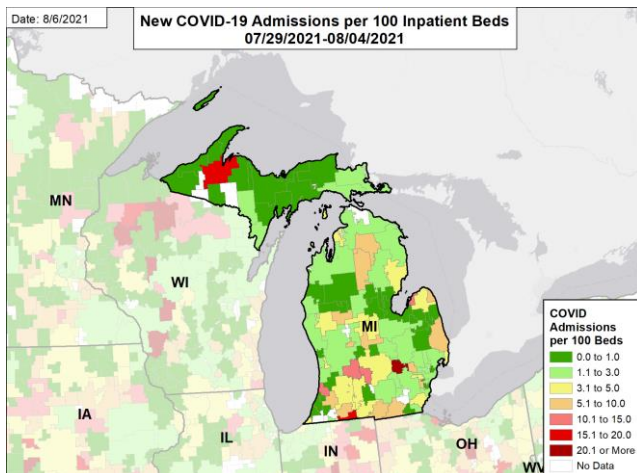 Date: 8/6/2021
New COVID-19 Admissions per 100 Inpatient Beds
07/29/2021-08/04/2021
MN
WI
MI
IA
IL
IN
OH
WV
COVID
Admissions
per 100 Beds
0.0 to 1.0
1.1 to 3.0
3.1 to 5.0
5.1 to 10.0
10.1 to 15.0
15.1 to 20.0
20.1 or More
No Data